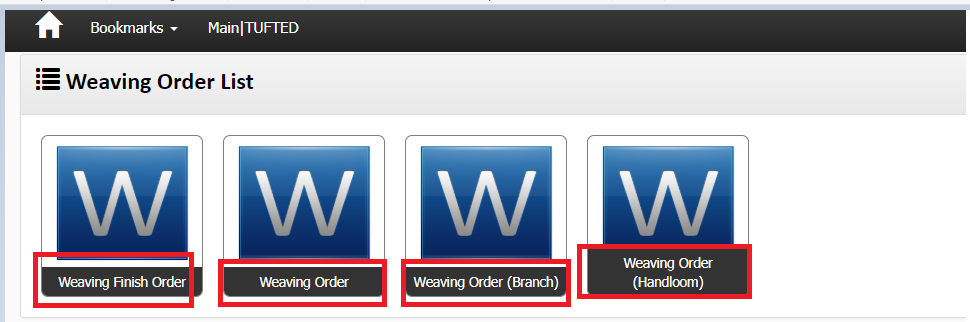 Bookmarks Main|TUFTED
Weaving Order List
W W W W
Weaving Finish Order Weaving Order Weaving Order (Branch) Weaving Order
(Handloom)